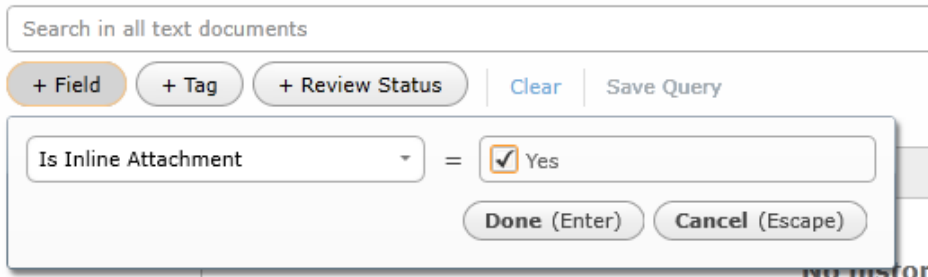 Search in all text documents
+ Field + Tag + Review Status Clear Save Query
Is Inline Attachment = Yes
Done (Enter) Cancel (Escape)
No